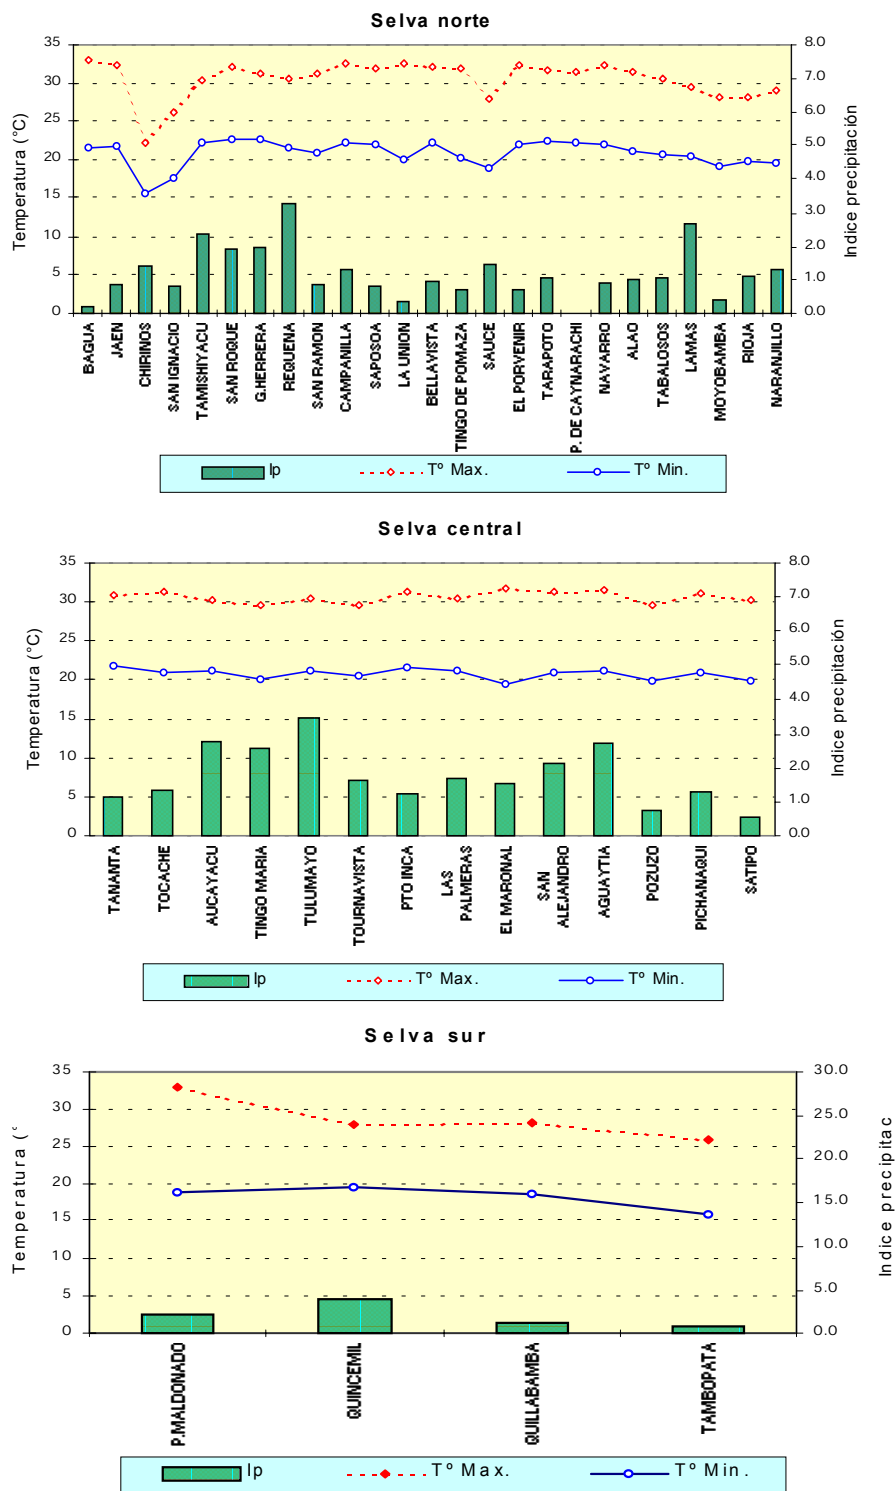 Selva norte
Temperatura (°C)
35
30
25
20
15
10
5
0
8.0
7.0
6.0
5.0
4.0
3.0
2.0
1.0
0.0
Indice precipitación
BAGUA
JAEN
CHIRINOS
SAN IGNACIO
TAMISHIYACU
SAN ROQUE
G.HERRERA
REQUENA
SAN RAMON
CAMPANILLA
SAPOSOA
LA UNION
BELLAVISTA
TINGO DE POMAZA
SAUCE
EL PORVENIR
TARAPOTO
P. DE CAYNARACHI
NAVARRO
ALAO
TABALOSOS
LAMAS
MOYOBAMBA
RIOJA
NARANJILLO
Ip
Tº Max.
Tº Min.
Selva central
Temperatura (°C)
35
30
25
20
15
10
5
0
8.0
7.0
6.0
5.0
4.0
3.0
2.0
1.0
0.0
Indice precipitación
TANANTA
TOCACHE
AUCAYACU
TINGO MARIA
TULUMAYO
TOURNAVISTA
PTO INCA
LAS
PALMERAS
EL MARONAL
SAN
ALEJANDRO
AGUAYTIA
POZUZO
PICHANAQUI
SATIPO
Ip
Tº Max.
Tº Min.
Selva sur
Temperatura (°
35
30
25
20
15
10
5
0
30.0
25.0
20.0
15.0
10.0
5.0
0.0
Indice precipitac
P.MALDONADO
QUINCEMIL
QUILLABAMBA
TAMBOPATA
Ip
Tº Max.
Tº Min.